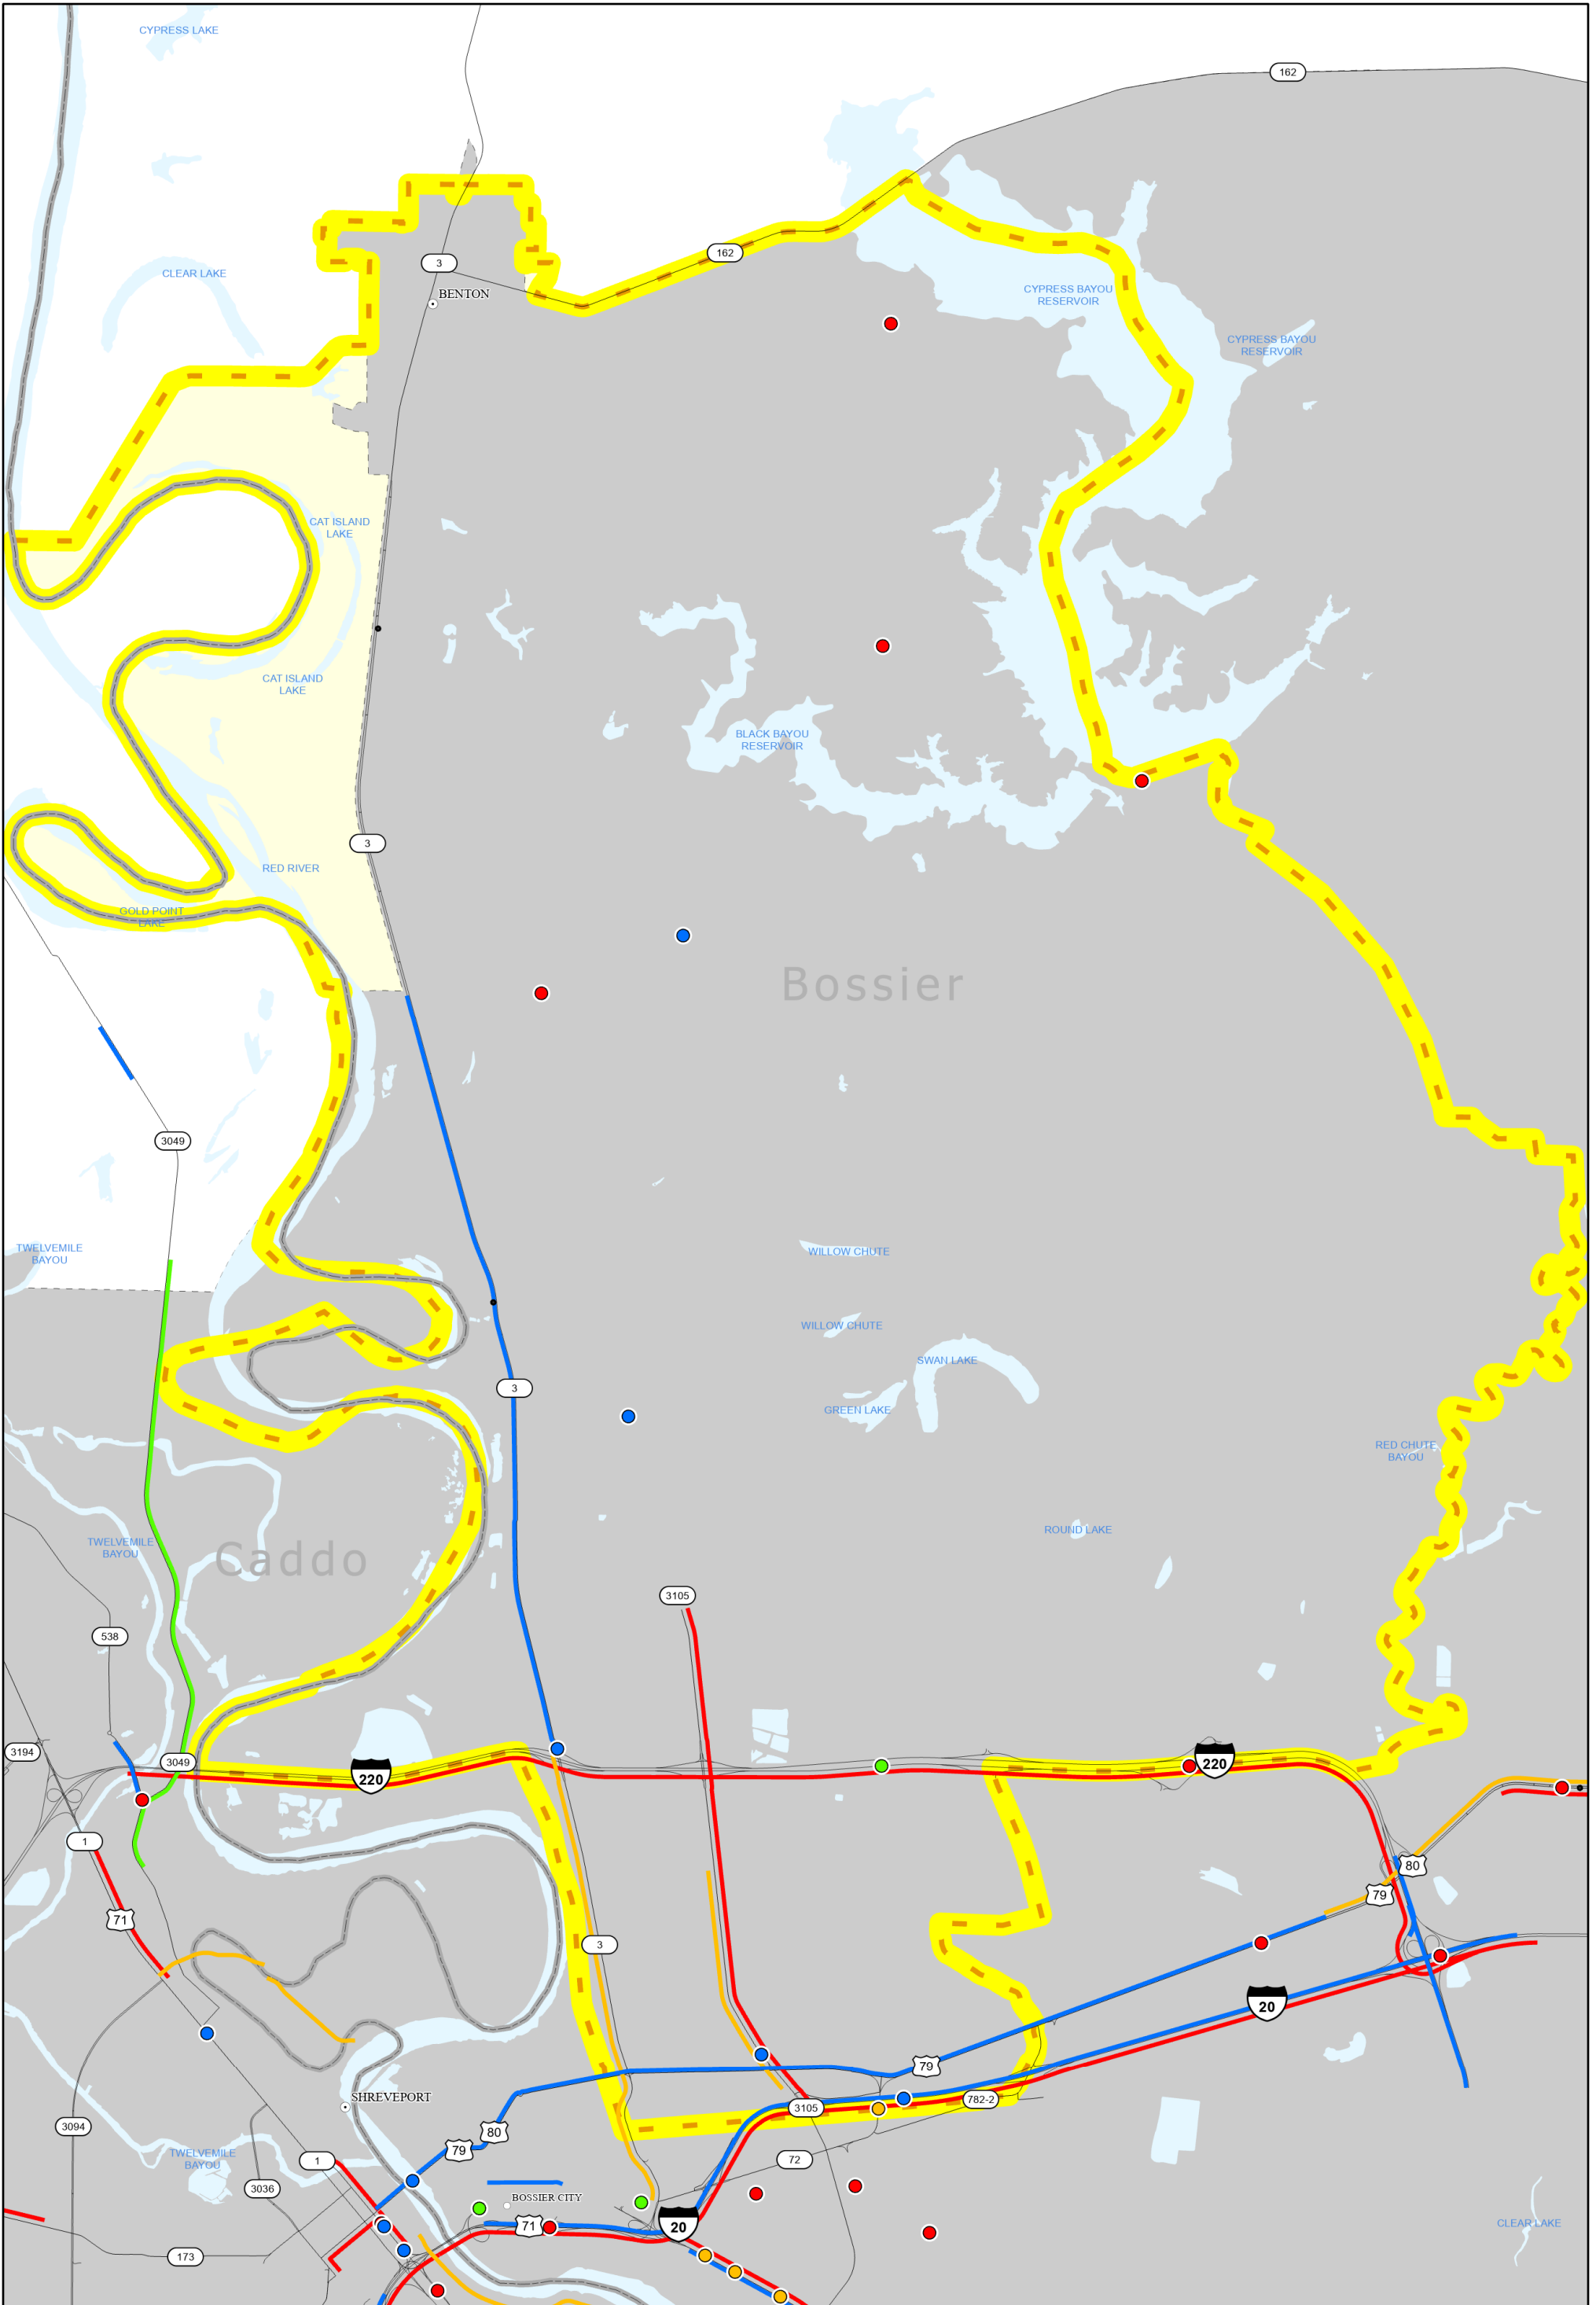 CYPRESS LAKE
162
162
3
CLEAR LAKE
BENTON
CYPRESS BAYOU
RESERVOIR
CYPRESS BAYOU
RESERVOIR
CAT ISLAND
LAKE
CAT ISLAND
LAKE
BLACK BAYOU
RESERVOIR
3
RED RIVER
GOLD POINT
LAKE
Bossier
3049
TWELVEMILE
BAYOU
WILLOW CHUTE
WILLOW CHUTE
SWAN LAKE
3
GREEN LAKE
RED CHUTE
BAYOU
ROUND LAKE
TWELVEMILE
BAYOU
Caddo
3105
538
3194
3049
220
220
1
80
79
71
3
20
79
SHREVEPORT
782-2
3105
3094
80
79
TWELVEMILE
BAYOU
1
72
3036
BOSSIER CITY
71
20
CLEAR LAKE
173